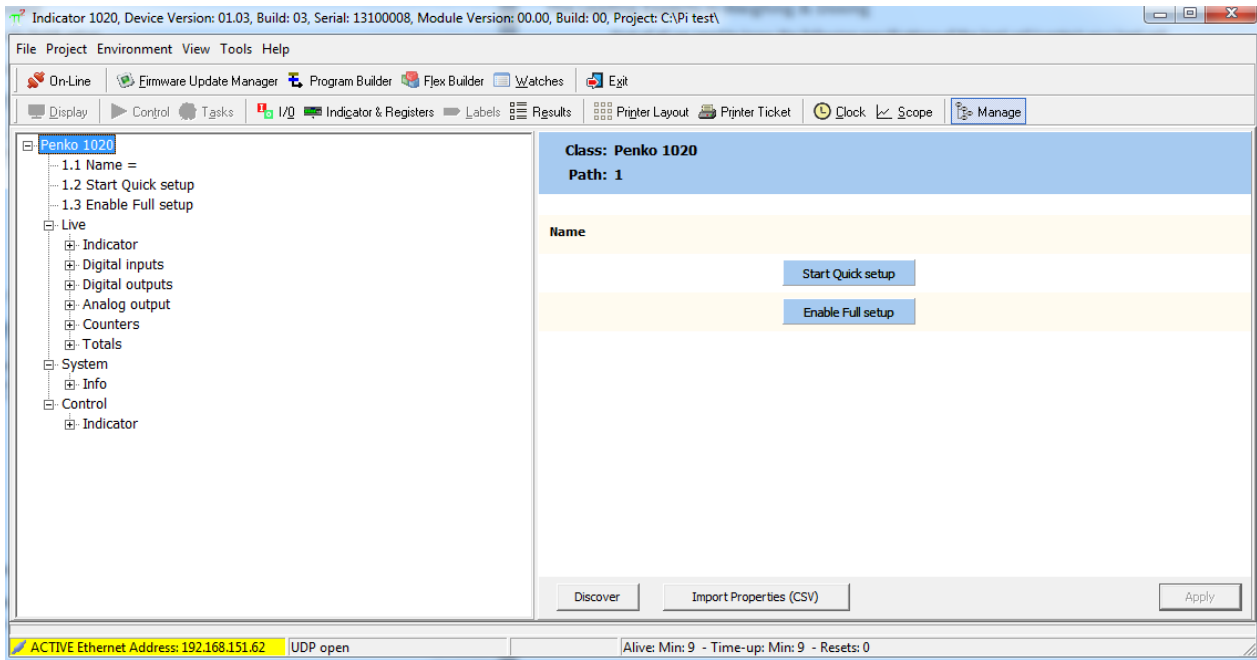 Indicator 1020, Device Version: 01.03, Build: 03, Serial: 13100008, Module Version: 00.00, Build: 00, Project: C:\Pi test\
File Project Environment View Tools Help
On-Line Firmware Update Manager Program Builder Flex Builder Watches Exit
Display Control Tasks I/O Indicator & Registers Labels Results Printer Layout Printer Ticket Clock Scope Manage
Penko 1020
1.1 Name =
1.2 Start Quick setup
1.3 Enable Full setup
Live
Indicator
Digital inputs
Digital outputs
Analog output
Counters
Totals
System
Info
Control
Indicator
Class: Penko 1020
Path: 1
Name
Start Quick setup
Enable Full setup
Discover Import Properties (CSV) Apply
ACTIVE Ethernet Address: 192.168.151.62 UDP open Alive: Min: 9 - Time-up: Min: 9 - Resets: 0